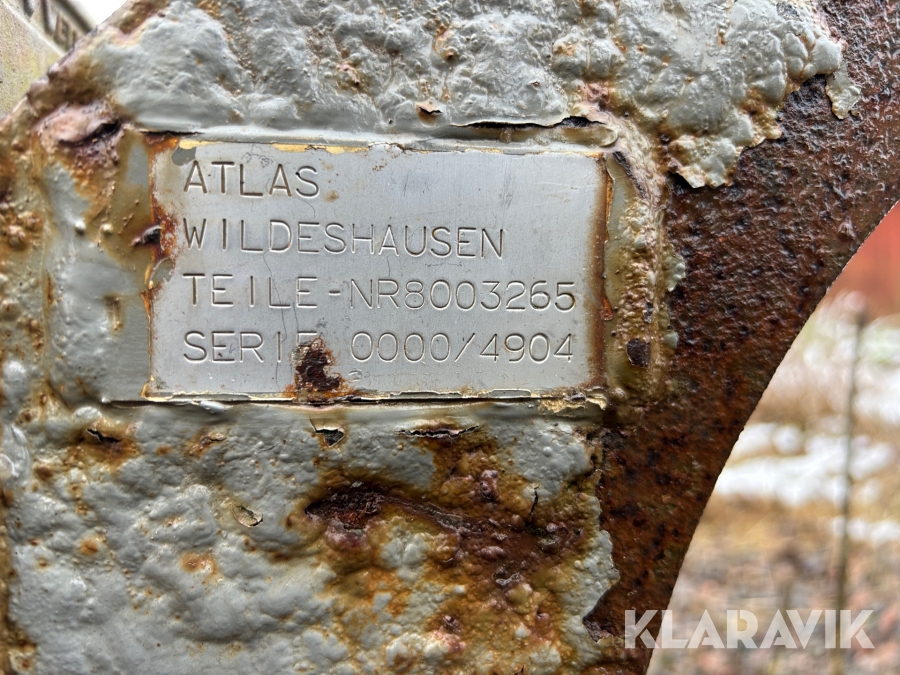 ATLAS
WILDESHAUSEN
TEILE-NR8003265
SERIE 0000/4904
KLARAVIK